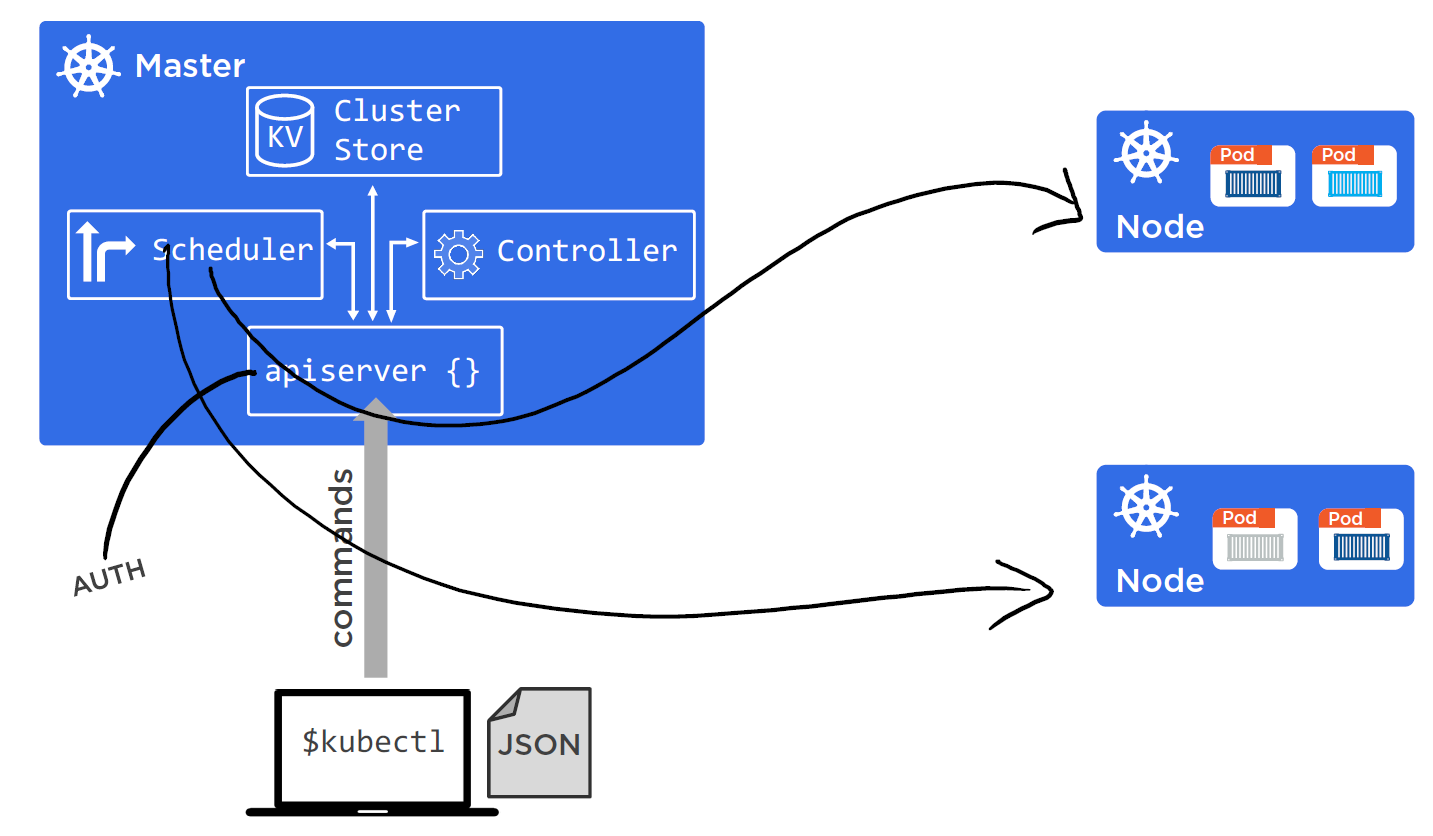 Master
KV
Cluster
Store
Scheduler
Controller
apiserver {}
AUTH
commands
$kubectl
JSON
Pod
Pod
Node
Pod
Pod
Node